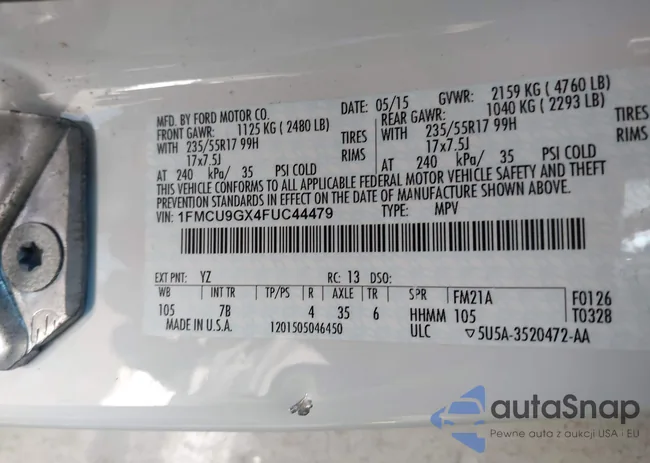 MFD. BY FORD MOTOR CO. DATE: 05/15 GVWR: 2159 KG ( 4760 LB)
FRONT GAWR: 1125 KG ( 2480 LB) REAR GAWR: 1040 KG ( 2293 LB)
WITH 235/55R17 99H TIRES WITH 235/55R17 99H TIRES
17x7.5J RIMS 17x7.5J RIMS
AT 240 kPa/ 35 PSI COLD AT 240 kPa/ 35 PSI COLD
THIS VEHICLE CONFORMS TO ALL APPLICABLE FEDERAL MOTOR VEHICLE SAFETY AND THEFT
PREVENTION STANDARDS IN EFFECT ON THE DATE OF MANUFACTURE SHOWN ABOVE.
VIN: 1FMCU9GX4FUC44479 TYPE: MPV
EXT PNT: YZ RC: 13 DSO:
WB INT TR TP/PS R AXLE TR SPR FM21A F0126
105 7B 4 35 6 HHMM 105 T0328
MADE IN U.S.A. 1201505046450 ULC ▽5U5A-3520472-AA
autaSnap
Pewne auta z aukcji USA - EU